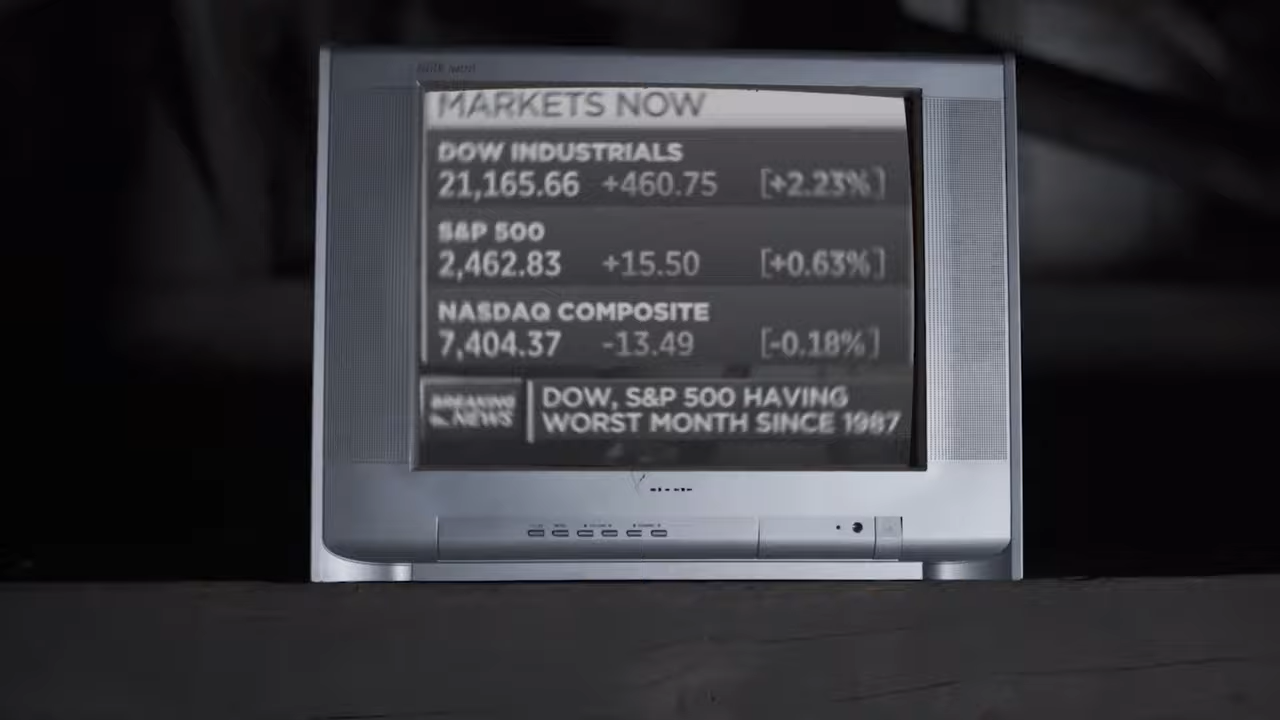 MARKETS NOW
DOW INDUSTRIALS
21,165.66 +460.75 [+2.23%]
S&P 500
2,462.83 +15.50 [+0.63%]
NASDAQ COMPOSITE
7,404.37 -13.49 [-0.18%]
BREAKING
NEWS
DOW, S&P 500 HAVING
WORST MONTH SINCE 1987